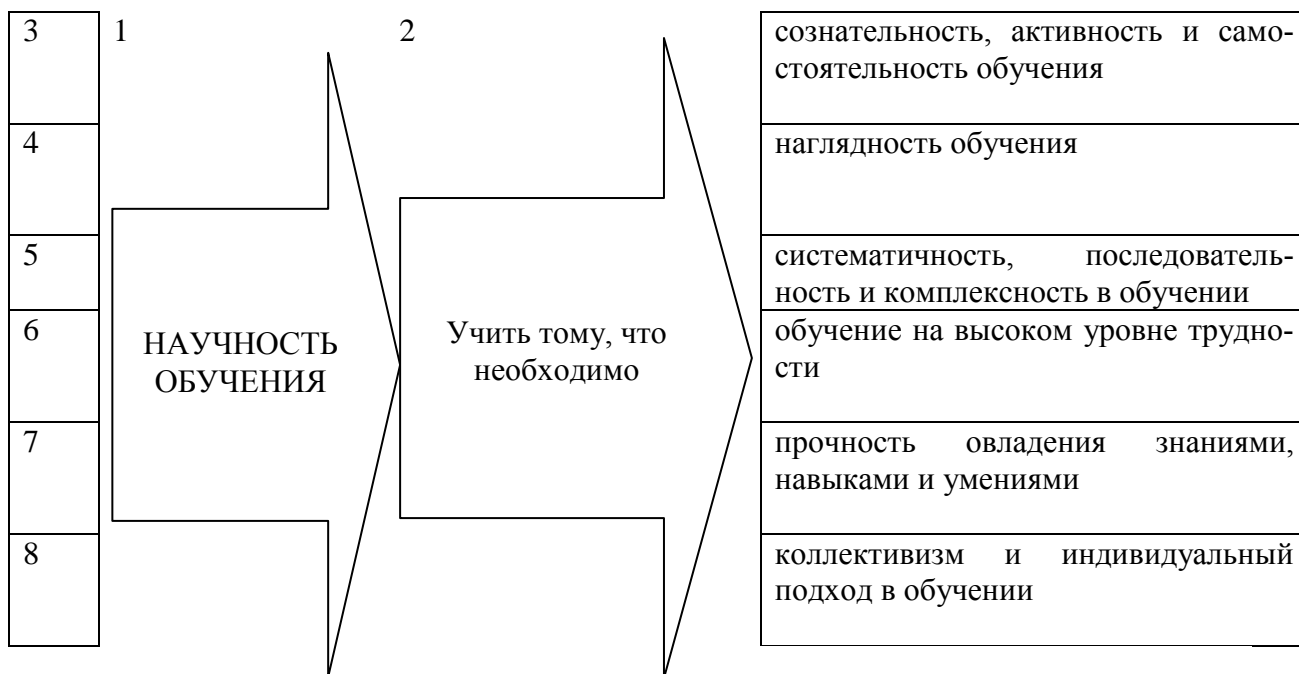 3
1
2
сознательность, активность и само-
стоятельность обучения
4
наглядность обучения
5
систематичность, последователь-
ность и комплексность в обучении
6
НАУЧНОСТЬ
ОБУЧЕНИЯ
Учить тому, что
необходимо
обучение на высоком уровне трудно-
сти
7
прочность овладения знаниями,
навыками и умениями
8
коллективизм и индивидуальный
подход в обучении